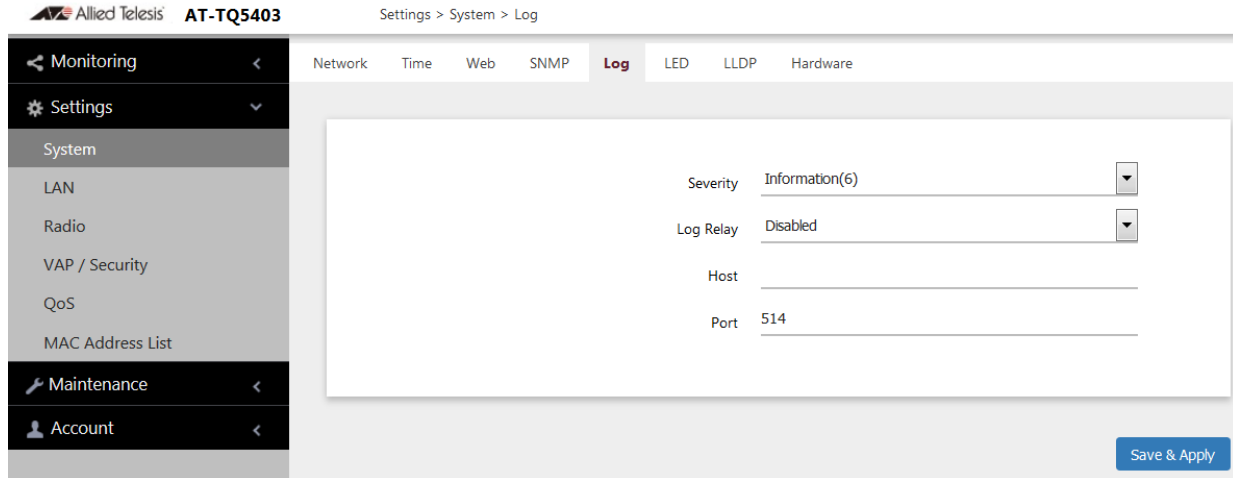 Allied Telesis AT-TQ5403 Settings > System > Log
Monitoring
Settings
System
LAN
Radio
VAP / Security
QoS
MAC Address List
Maintenance
Account
Network Time Web SNMP Log LED LLDP Hardware
Severity Information(6)
Log Relay Disabled
Host
Port 514
Save & Apply